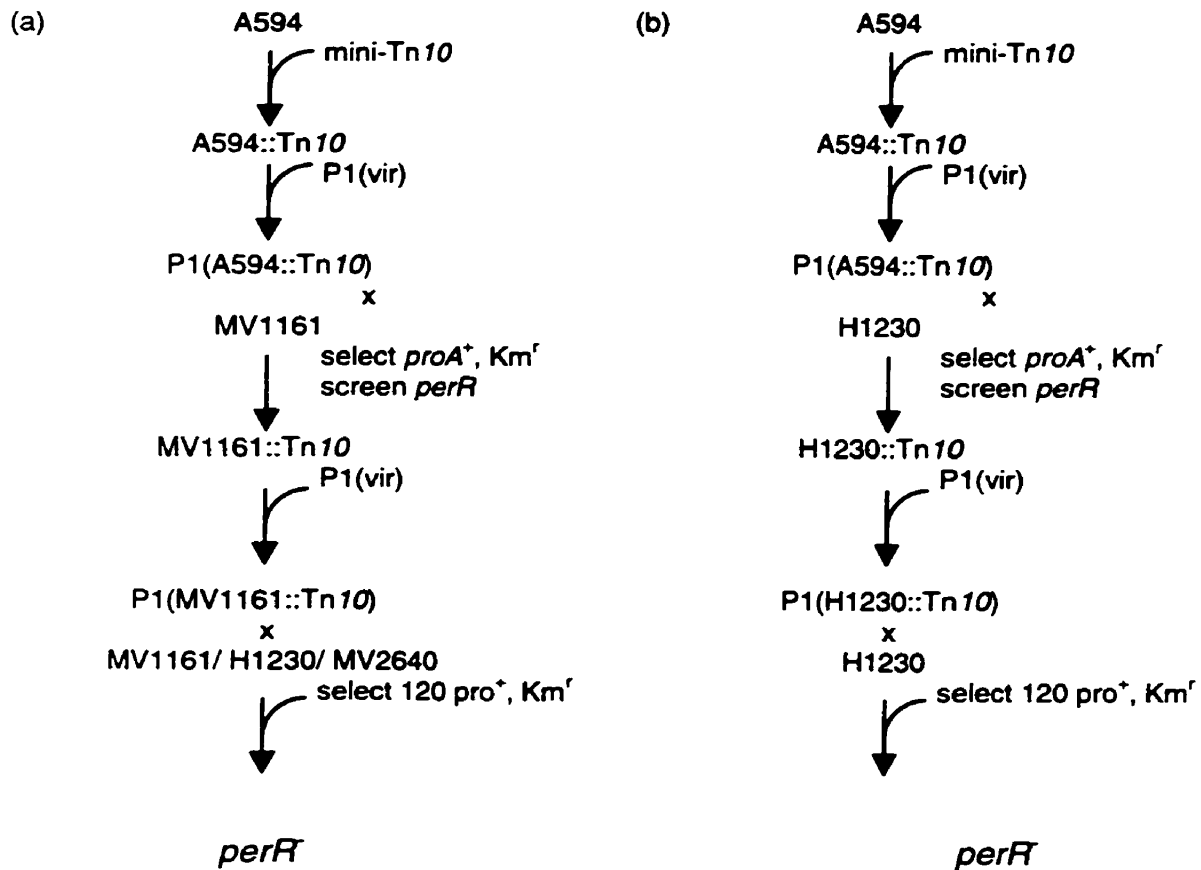 (a)
A594
mini-Tn10
A594::Tn10
P1(vir)
P1(A594::Tn10)
x
MV1161
select proA⁺, Kmʳ
screen perR
MV1161::Tn10
P1(vir)
P1(MV1161::Tn10)
x
MV1161/ H1230/ MV2640
select 120 pro⁺, Kmʳ
perR⁻
(b)
A594
mini-Tn10
A594::Tn10
P1(vir)
P1(A594::Tn10)
x
H1230
select proA⁺, Kmʳ
screen perR
H1230::Tn10
P1(vir)
P1(H1230::Tn10)
x
H1230
select 120 pro⁺, Kmʳ
perR⁻